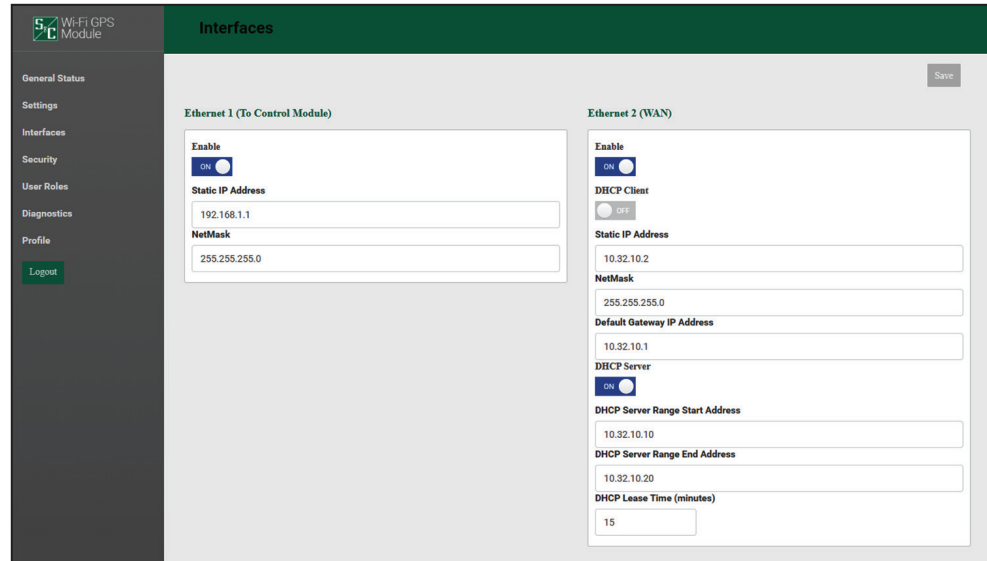 S&C Wi-Fi GPS
Module
Interfaces
General Status
Settings
Interfaces
Security
User Roles
Diagnostics
Profile
Logout
Save
Ethernet 1 (To Control Module)
Enable
ON
Static IP Address
192.168.1.1
NetMask
255.255.255.0
Ethernet 2 (WAN)
Enable
ON
DHCP Client
OFF
Static IP Address
10.32.10.2
NetMask
255.255.255.0
Default Gateway IP Address
10.32.10.1
DHCP Server
ON
DHCP Server Range Start Address
10.32.10.10
DHCP Server Range End Address
10.32.10.20
DHCP Lease Time (minutes)
15